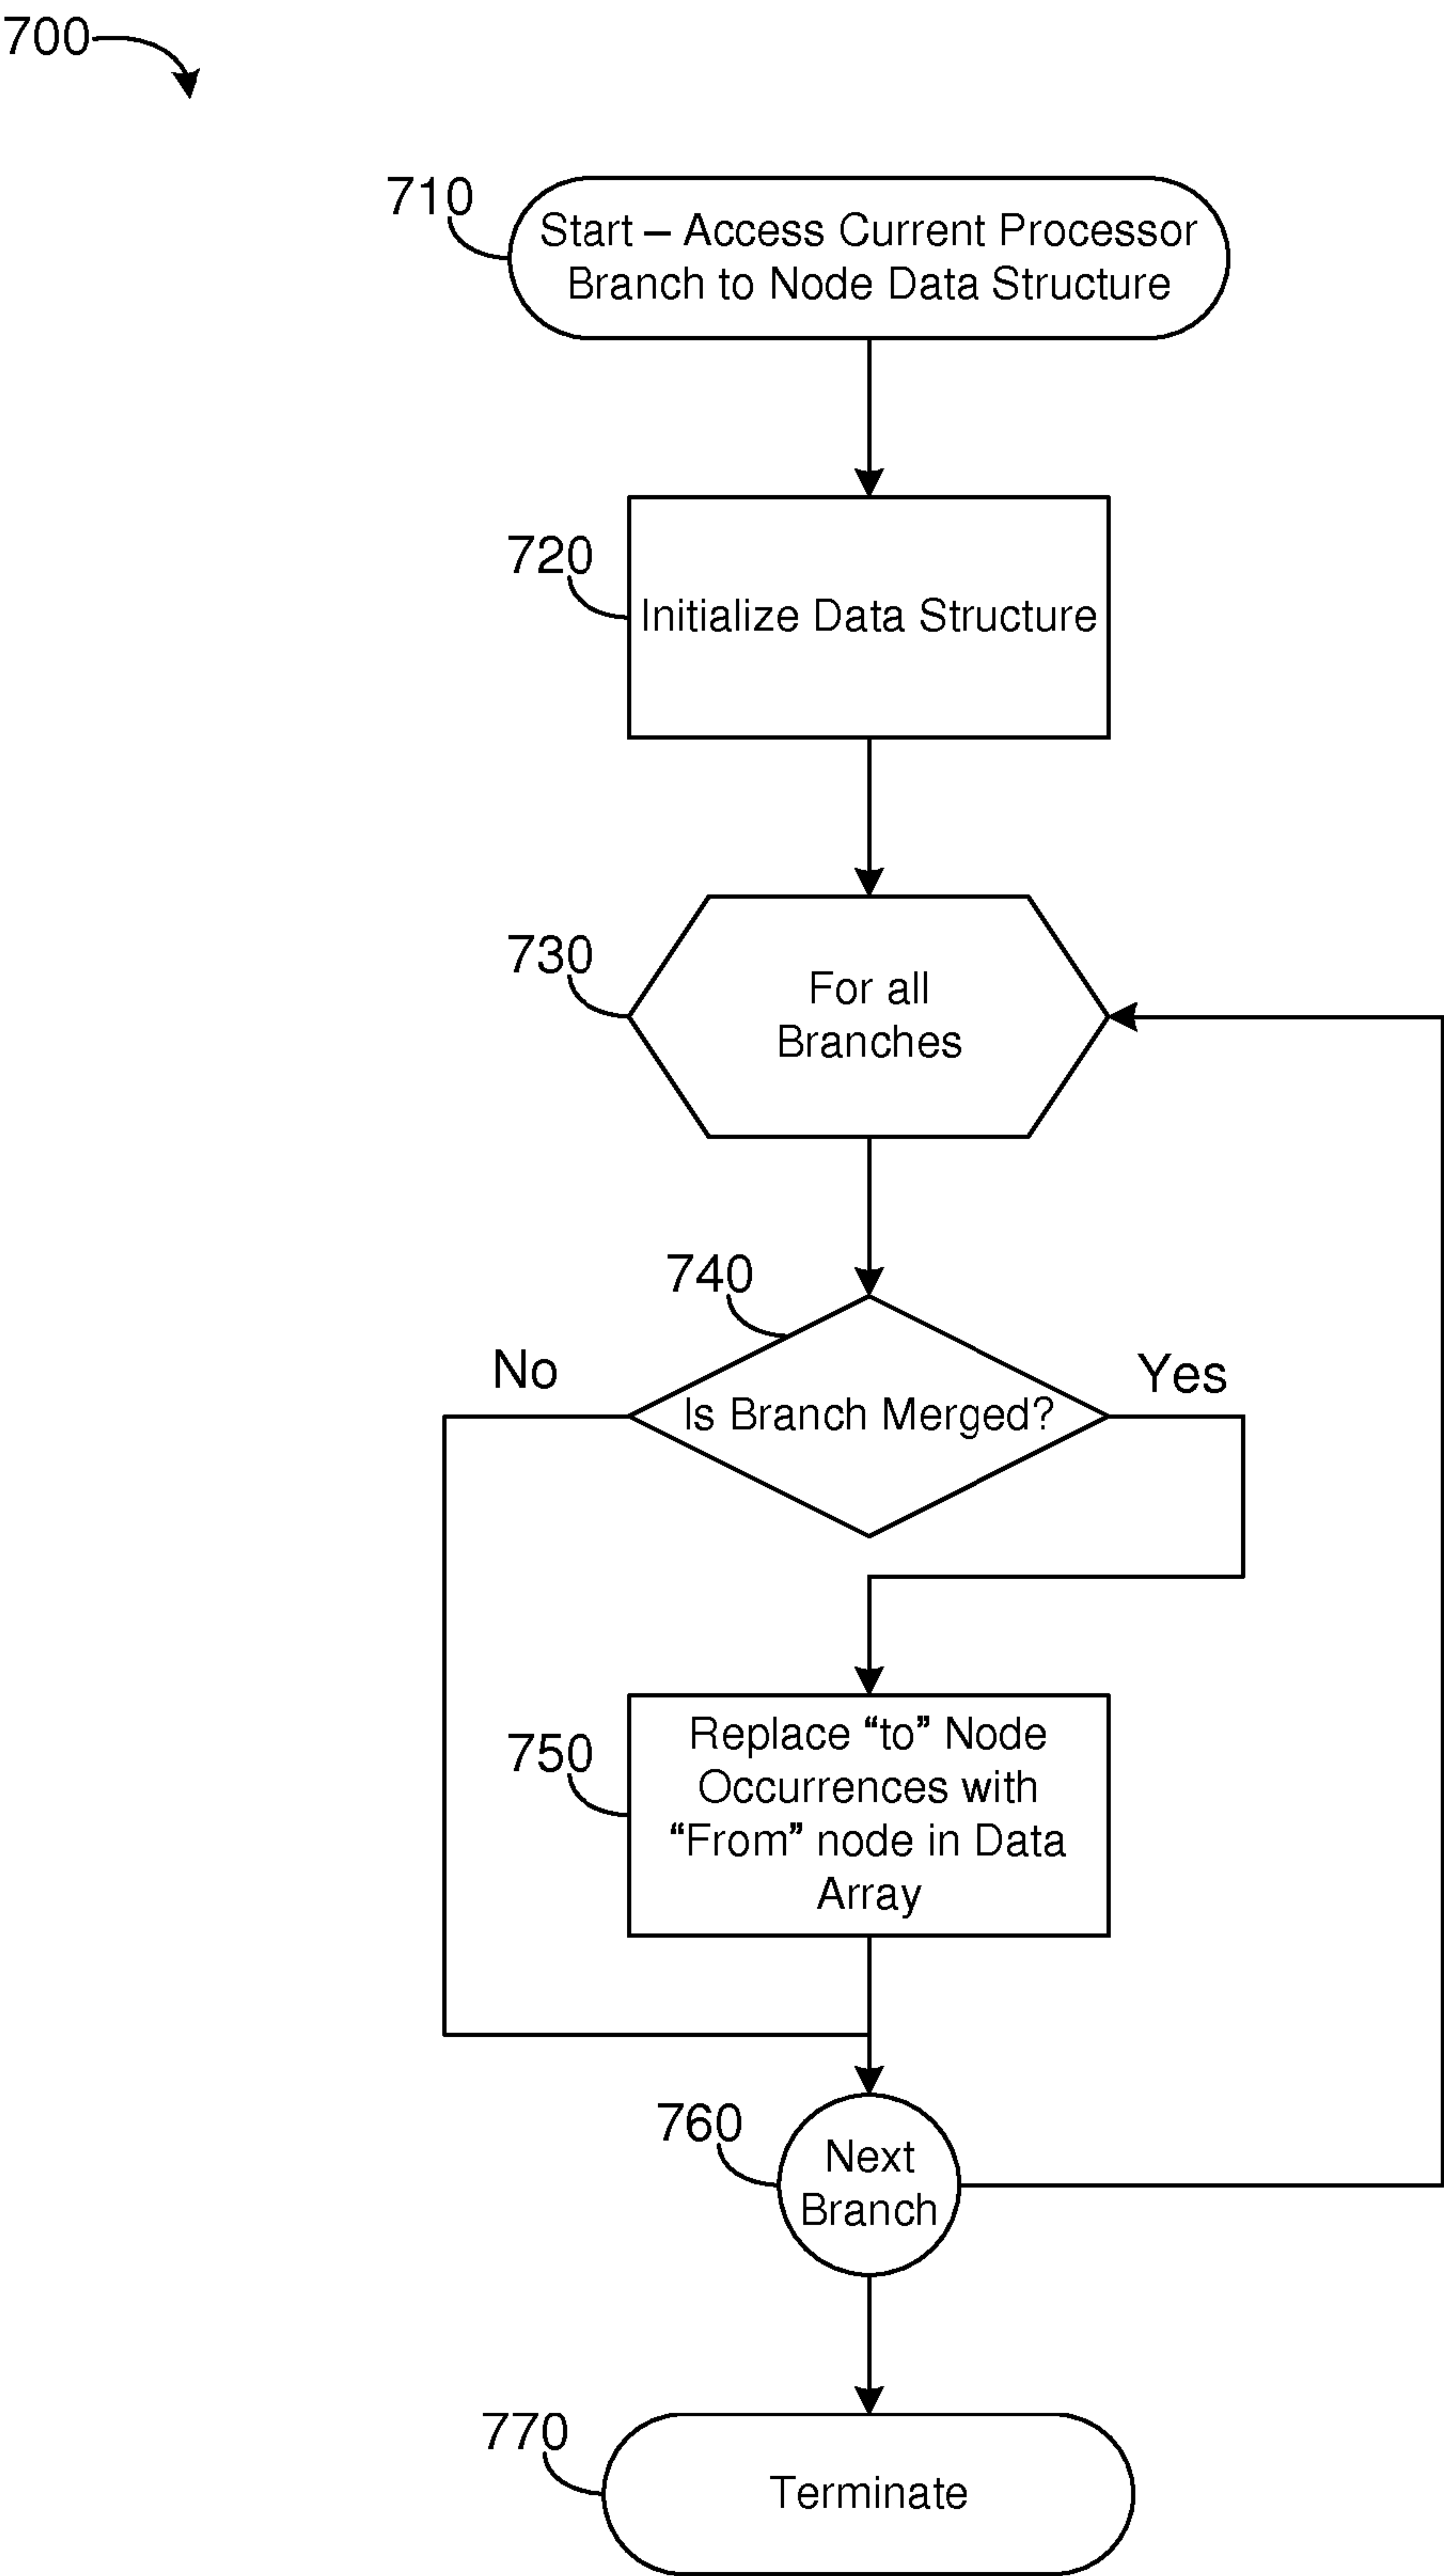 700
710
Start – Access Current Processor
Branch to Node Data Structure
720
Initialize Data Structure
730
For all
Branches
740
No
Yes
Is Branch Merged?
750
Replace “to” Node
Occurrences with
“From” node in Data
Array
760
Next
Branch
770
Terminate